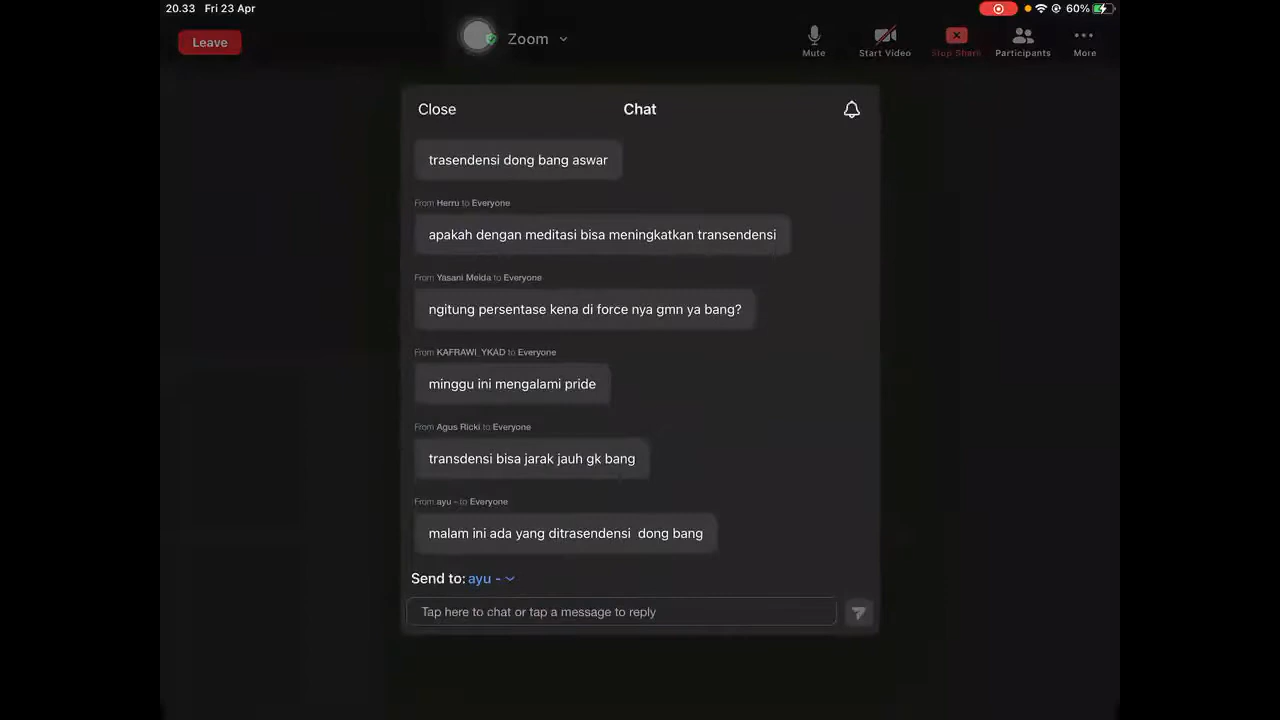 20.33 Fri 23 Apr
60%
Leave
Zoom
Mute
Start Video
Stop Share
Participants
More
Close
Chat
trasendensi dong bang aswar
From Herru to Everyone
apakah dengan meditasi bisa meningkatkan transendensi
From Yasani Meida to Everyone
ngitung persentase kena di force nya gmn ya bang?
From KAFRAWI_YKAD to Everyone
minggu ini mengalami pride
From Agus Ricki to Everyone
transdensi bisa jarak jauh gk bang
From ayu - to Everyone
malam ini ada yang ditrasendensi  dong bang
Send to: ayu -
Tap here to chat or tap a message to reply